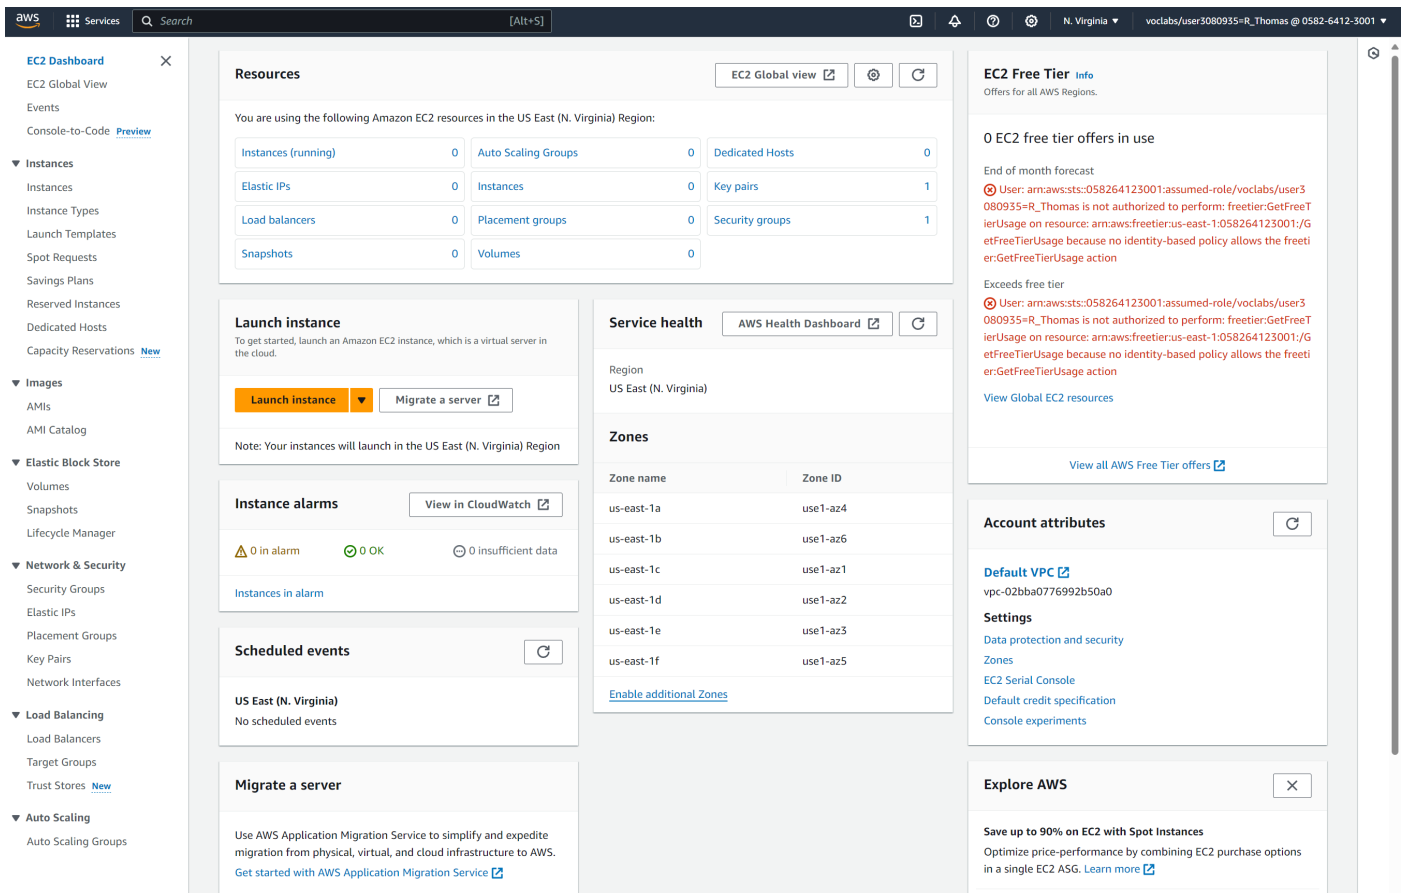 aws
Services
Search
[Alt+S]
N. Virginia
voclabs/user3080935=R_Thomas @ 0582-6412-3001
EC2 Dashboard
EC2 Global View
Events
Console-to-Code Preview
Instances
Instances
Instance Types
Launch Templates
Spot Requests
Savings Plans
Reserved Instances
Dedicated Hosts
Capacity Reservations New
Images
AMIs
AMI Catalog
Elastic Block Store
Volumes
Snapshots
Lifecycle Manager
Network & Security
Security Groups
Elastic IPs
Placement Groups
Key Pairs
Network Interfaces
Load Balancing
Load Balancers
Target Groups
Trust Stores New
Auto Scaling
Auto Scaling Groups
Resources
EC2 Global view
You are using the following Amazon EC2 resources in the US East (N. Virginia) Region:
Instances (running) 0
Auto Scaling Groups 0
Dedicated Hosts 0
Elastic IPs 0
Instances 0
Key pairs 1
Load balancers 0
Placement groups 0
Security groups 1
Snapshots 0
Volumes 0
Launch instance
To get started, launch an Amazon EC2 instance, which is a virtual server in
the cloud.
Launch instance
Migrate a server
Note: Your instances will launch in the US East (N. Virginia) Region
Instance alarms
View in CloudWatch
0 in alarm
0 OK
0 insufficient data
Instances in alarm
Scheduled events
US East (N. Virginia)
No scheduled events
Migrate a server
Use AWS Application Migration Service to simplify and expedite
migration from physical, virtual, and cloud infrastructure to AWS.
Get started with AWS Application Migration Service
Service health
AWS Health Dashboard
Region
US East (N. Virginia)
Zones
Zone name Zone ID
us-east-1a use1-az4
us-east-1b use1-az6
us-east-1c use1-az1
us-east-1d use1-az2
us-east-1e use1-az3
us-east-1f use1-az5
Enable additional Zones
EC2 Free Tier Info
Offers for all AWS Regions.
0 EC2 free tier offers in use
End of month forecast
User: arn:aws:sts::058264123001:assumed-role/voclabs/user3
080935=R_Thomas is not authorized to perform: freetier:GetFreeT
ierUsage on resource: arn:aws:freetier:us-east-1:058264123001:/G
etFreeTierUsage because no identity-based policy allows the freeti
er:GetFreeTierUsage action
Exceeds free tier
User: arn:aws:sts::058264123001:assumed-role/voclabs/user3
080935=R_Thomas is not authorized to perform: freetier:GetFreeT
ierUsage on resource: arn:aws:freetier:us-east-1:058264123001:/G
etFreeTierUsage because no identity-based policy allows the freeti
er:GetFreeTierUsage action
View Global EC2 resources
View all AWS Free Tier offers
Account attributes
Default VPC
vpc-02bba0776992b50a0
Settings
Data protection and security
Zones
EC2 Serial Console
Default credit specification
Console experiments
Explore AWS
Save up to 90% on EC2 with Spot Instances
Optimize price-performance by combining EC2 purchase options
in a single EC2 ASG. Learn more